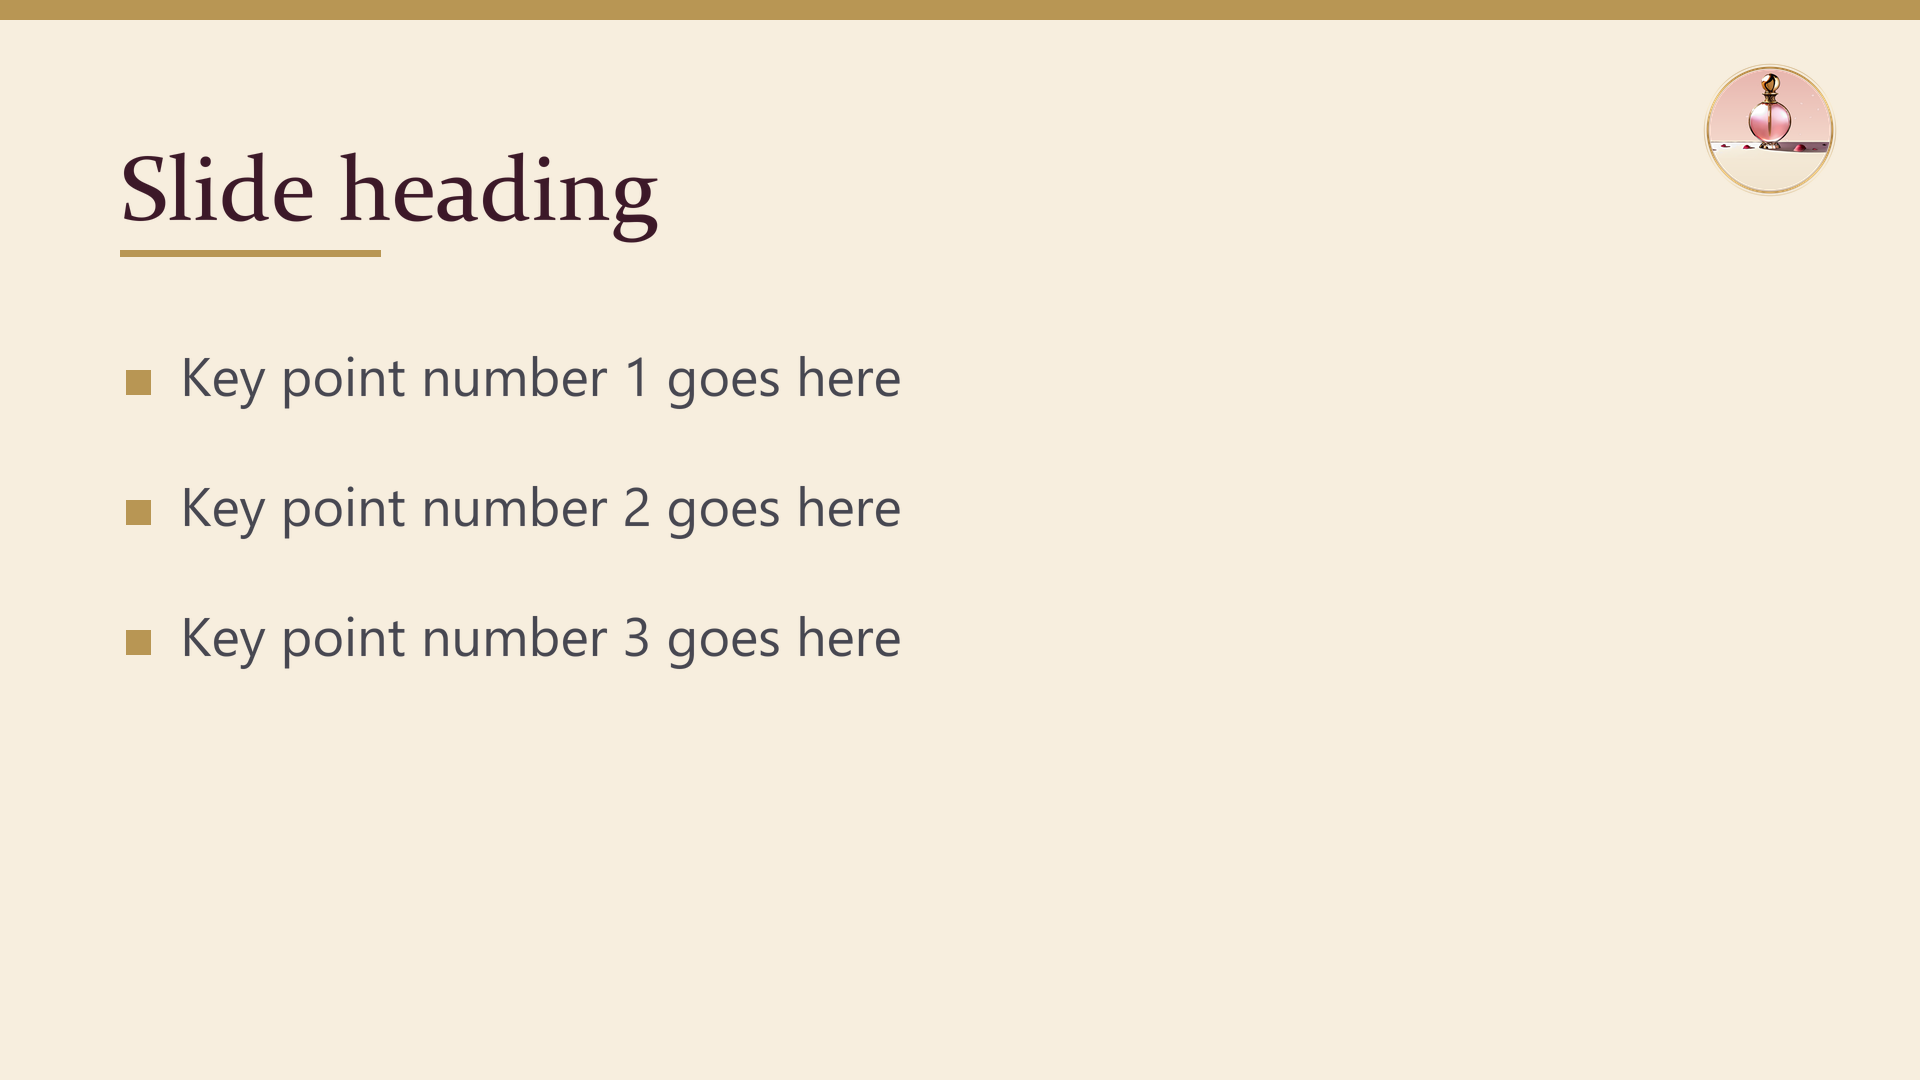 Slide heading
Key point number 1 goes here
Key point number 2 goes here
Key point number 3 goes here